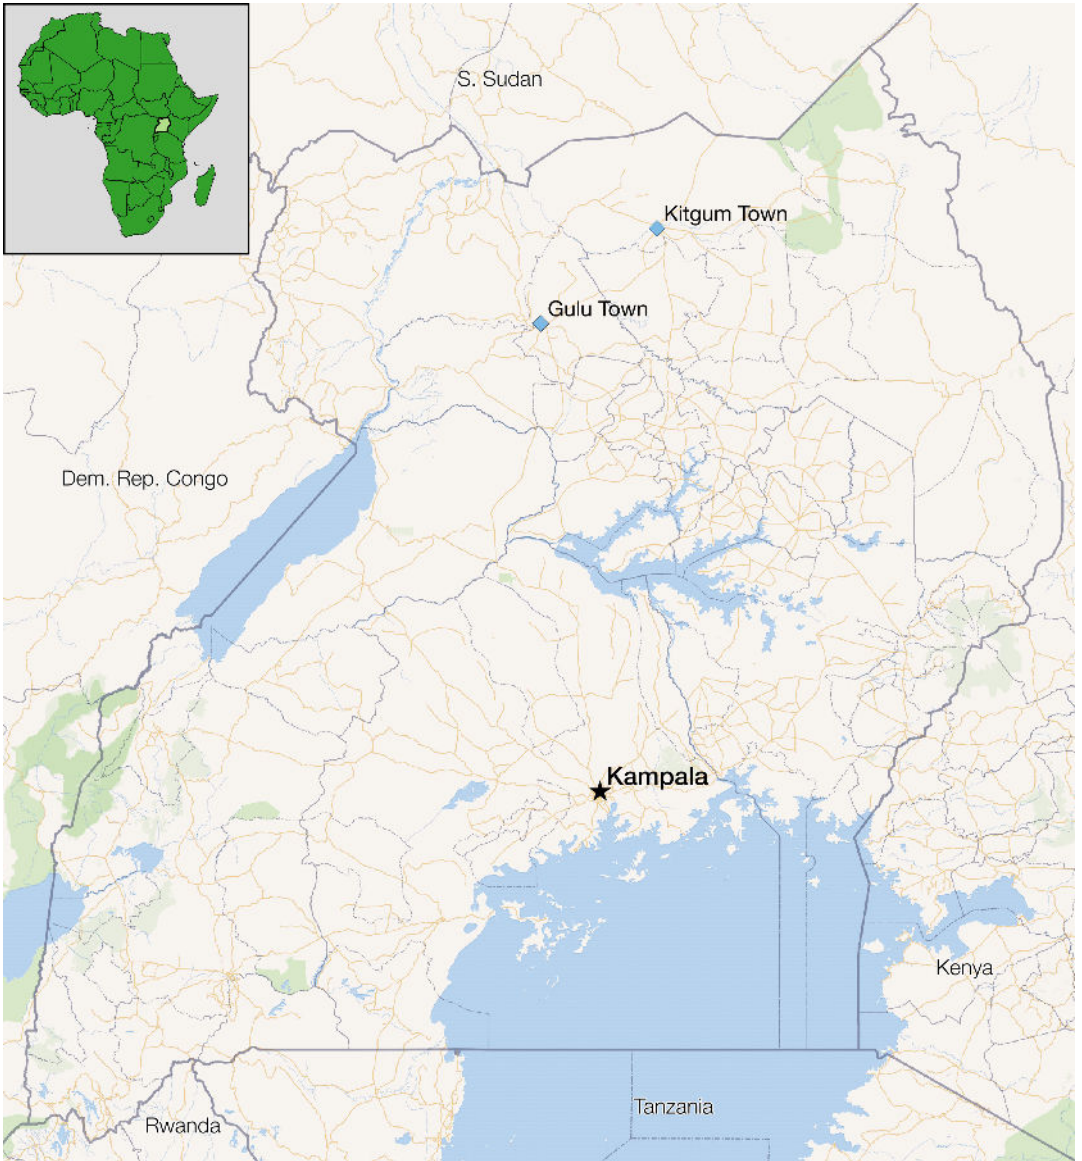 S. Sudan
Kitgum Town
Gulu Town
Dem. Rep. Congo
Kampala
Kenya
Tanzania
Rwanda